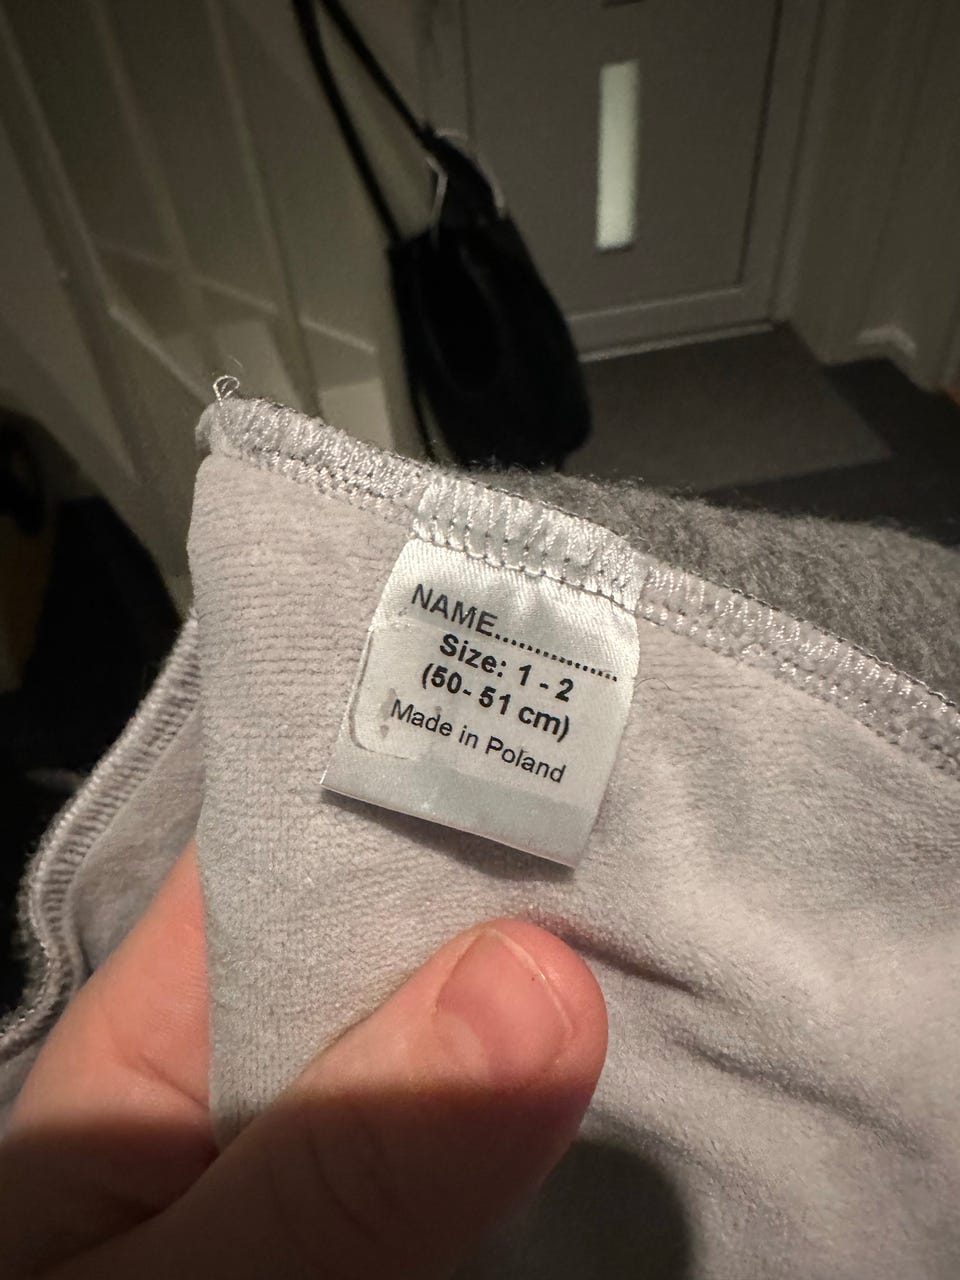 NAME................
Size: 1 - 2
(50- 51 cm)
Made in Poland